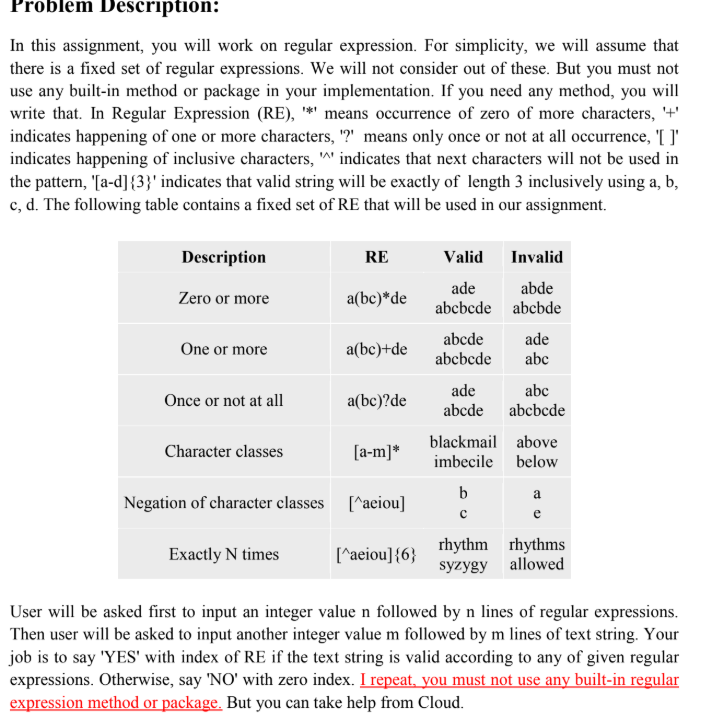 Problem Description:
In this assignment, you will work on regular expression. For simplicity, we will assume that
there is a fixed set of regular expressions. We will not consider out of these. But you must not
use any built-in method or package in your implementation. If you need any method, you will
write that. In Regular Expression (RE), '*' means occurrence of zero of more characters, '+'
indicates happening of one or more characters, '?' means only once or not at all occurrence, '[ ]'
indicates happening of inclusive characters, '^' indicates that next characters will not be used in
the pattern, '[a-d]{3}' indicates that valid string will be exactly of length 3 inclusively using a, b,
c, d. The following table contains a fixed set of RE that will be used in our assignment.
Description RE Valid Invalid
Zero or more a(bc)*de ade abde
abcbcde abcbde
One or more a(bc)+de abcde ade
abcbcde abc
Once or not at all a(bc)?de ade abc
abcde abcbcde
Character classes [a-m]* blackmail above
imbecile below
Negation of character classes [^aeiou] b a
c e
Exactly N times [^aeiou]{6} rhythm rhythms
syzygy allowed
User will be asked first to input an integer value n followed by n lines of regular expressions.
Then user will be asked to input another integer value m followed by m lines of text string. Your
job is to say 'YES' with index of RE if the text string is valid according to any of given regular
expressions. Otherwise, say 'NO' with zero index. I repeat, you must not use any built-in regular
expression method or package. But you can take help from Cloud.